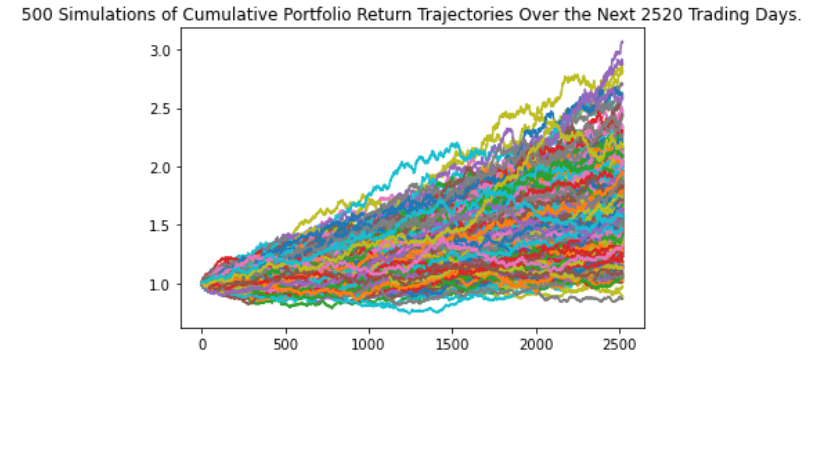 500 Simulations of Cumulative Portfolio Return Trajectories Over the Next 2520 Trading Days.
3.0
2.5
2.0
1.5
1.0
0 500 1000 1500 2000 2500